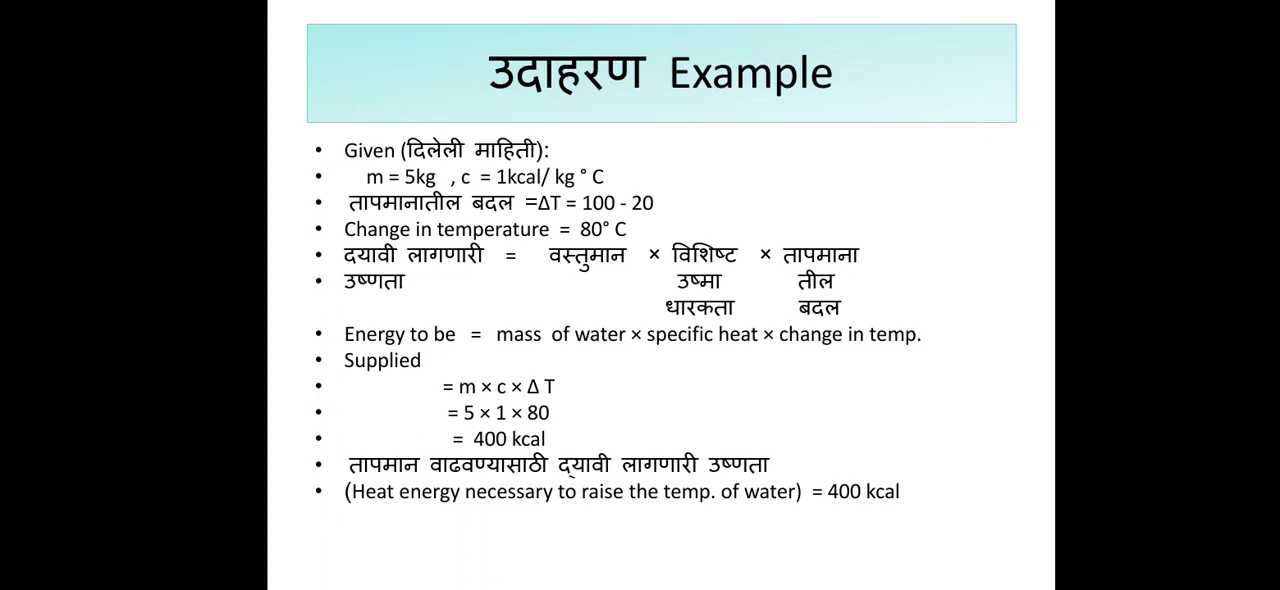 उदाहरण Example
• Given (दिलेली माहिती):
• m = 5kg , c = 1kcal/ kg ° C
• तापमानातील बदल =ΔT = 100 - 20
• Change in temperature = 80° C
• दयावी लागणारी = वस्तुमान × विशिष्ट × तापमाना
• उष्णता उष्मा तील
धारकता बदल
• Energy to be = mass of water × specific heat × change in temp.
• Supplied
• = m × c × Δ T
• = 5 × 1 × 80
• = 400 kcal
• तापमान वाढवण्यासाठी द्यावी लागणारी उष्णता
• (Heat energy necessary to raise the temp. of water) = 400 kcal